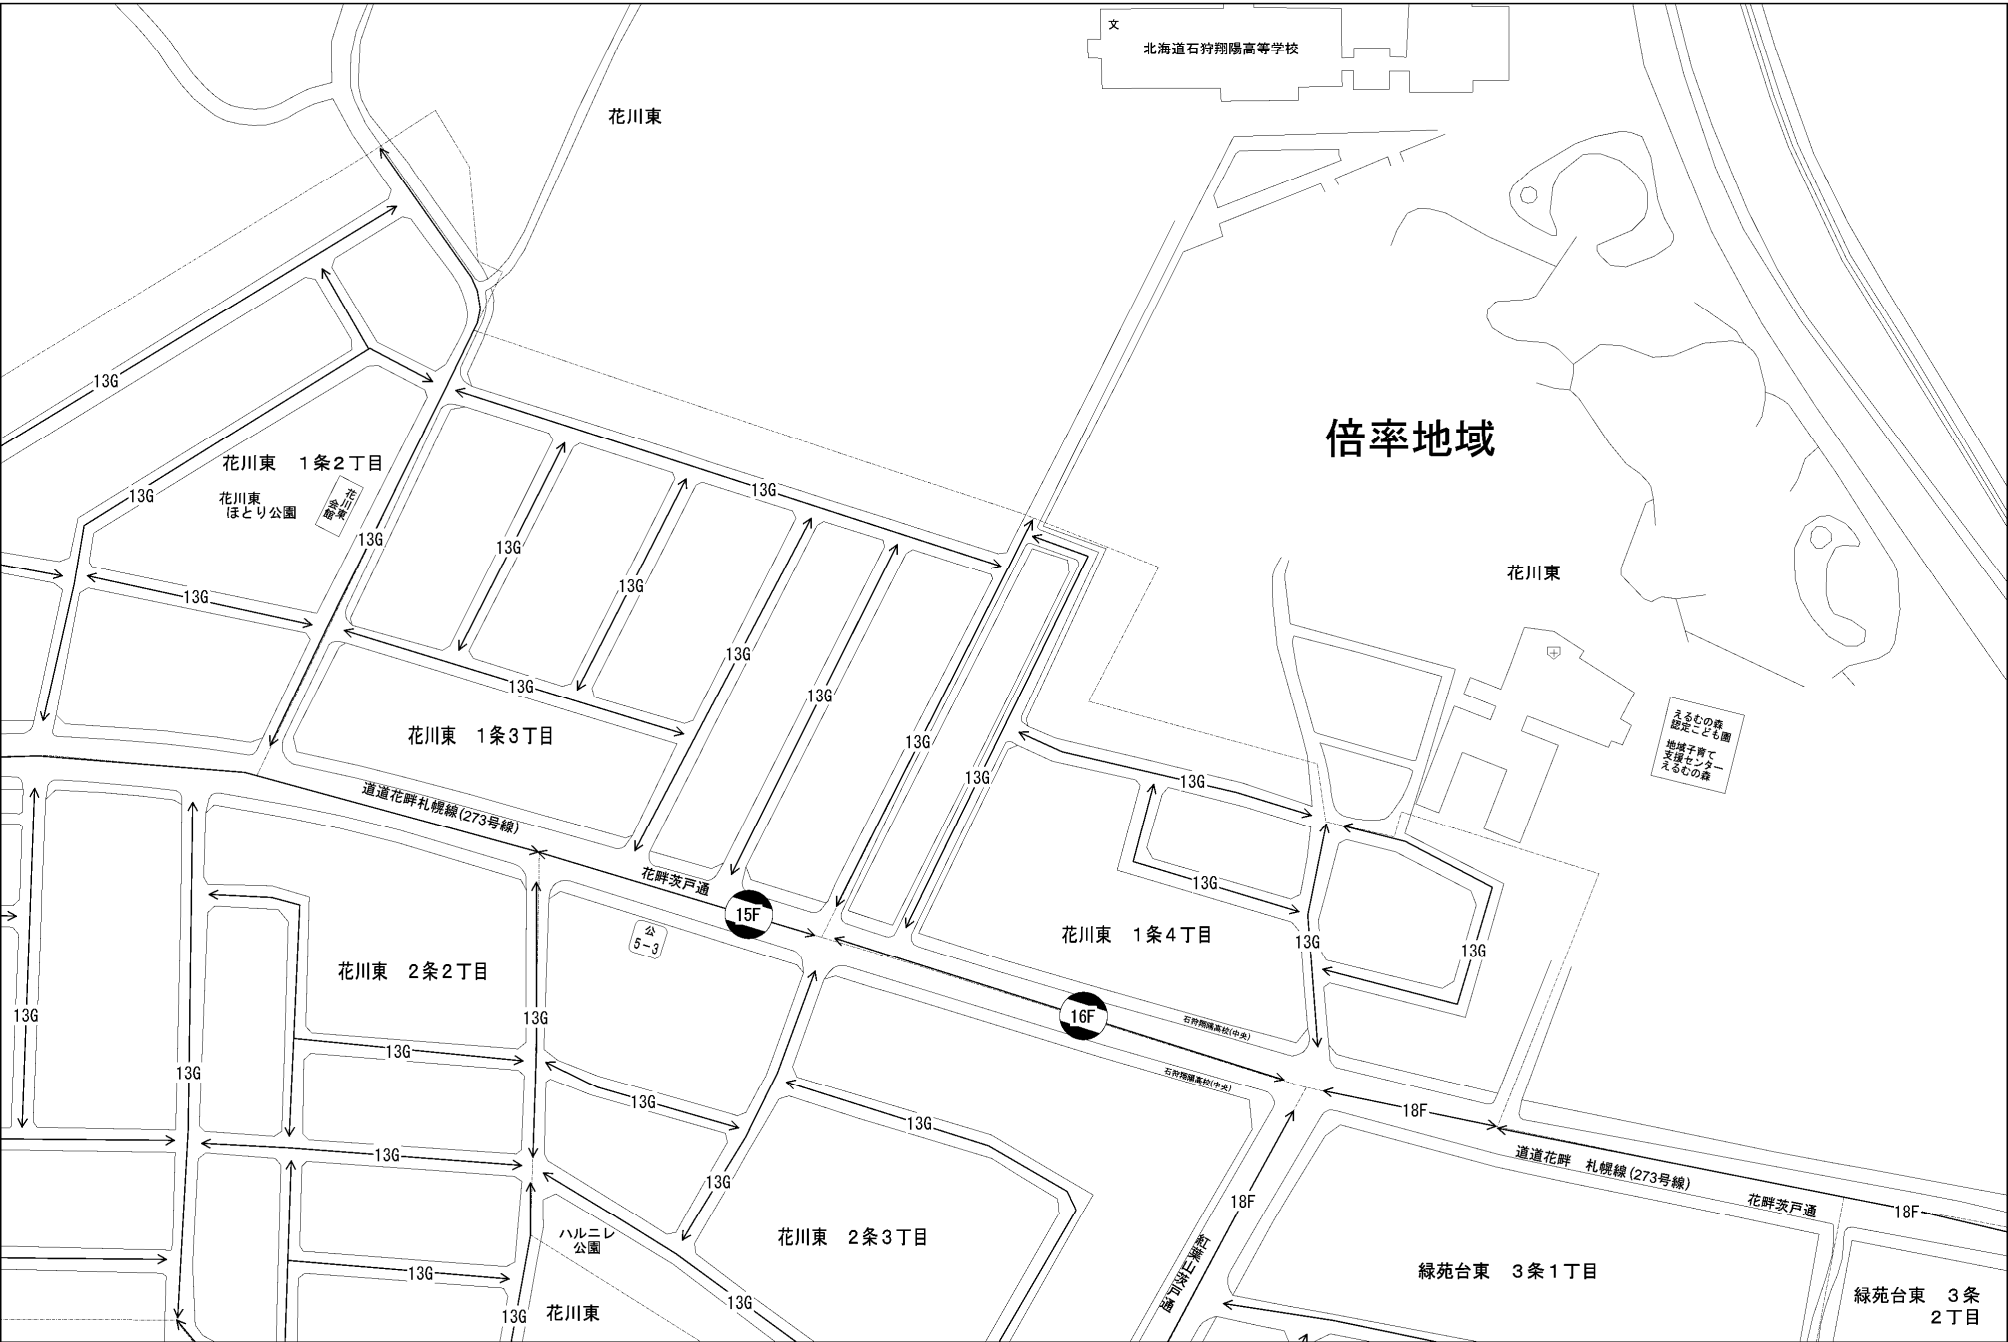 文
北海道石狩翔陽高等学校
花川東
13G
倍率地域
花川東　1条2丁目
花川東
ほとり公園
花川東
会館
13G
13G
13G
13G
13G
13G
13G
13G
13G
13G
花川東
えるむの森
認定こども園
地域子育て
支援センター
えるむの森
花川東　1条3丁目
13G
13G
13G
道道花畔札幌線(273号線)
花畔茨戸通
15F
公
5-3
13G
花川東　1条4丁目
13G
13G
花川東　2条2丁目
13G
13G
16F
石狩翔陽高校(中央)
石狩翔陽高校(中央)
13G
13G
13G
13G
18F
13G
13G
道道花畔　札幌線(273号線)
花畔茨戸通
18F
13G
18F
紅葉山茨戸通
ハルニレ
公園
花川東　2条3丁目
13G
13G
13G
花川東
緑苑台東　3条1丁目
緑苑台東　3条
2丁目